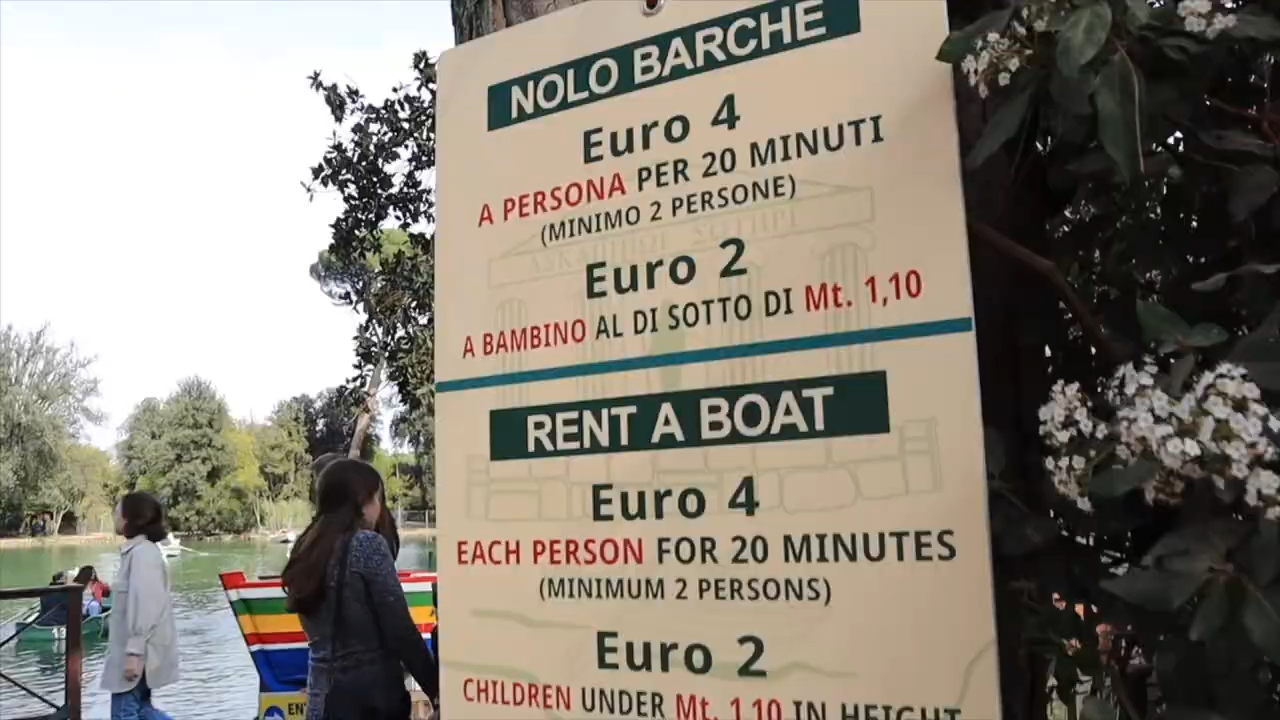 NOLO BARCHE
Euro 4
A PERSONA PER 20 MINUTI
(MINIMO 2 PERSONE)
Euro 2
A BAMBINO AL DI SOTTO DI Mt. 1,10
RENT A BOAT
Euro 4
EACH PERSON FOR 20 MINUTES
(MINIMUM 2 PERSONS)
Euro 2
CHILDREN UNDER Mt. 1,10 IN HEIGHT